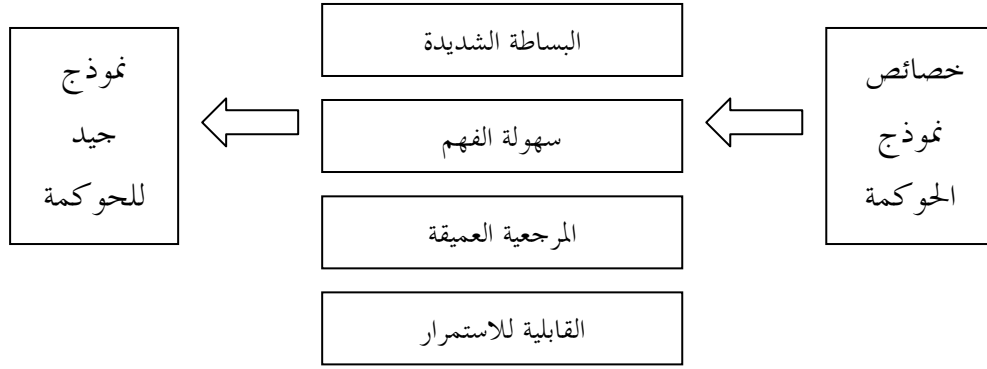 خصائص
نموذج
الحوكمة
البساطة الشديدة
سهولة الفهم
المرجعية العميقة
القابلية للاستمرار
نموذج
جيد
للحوكمة